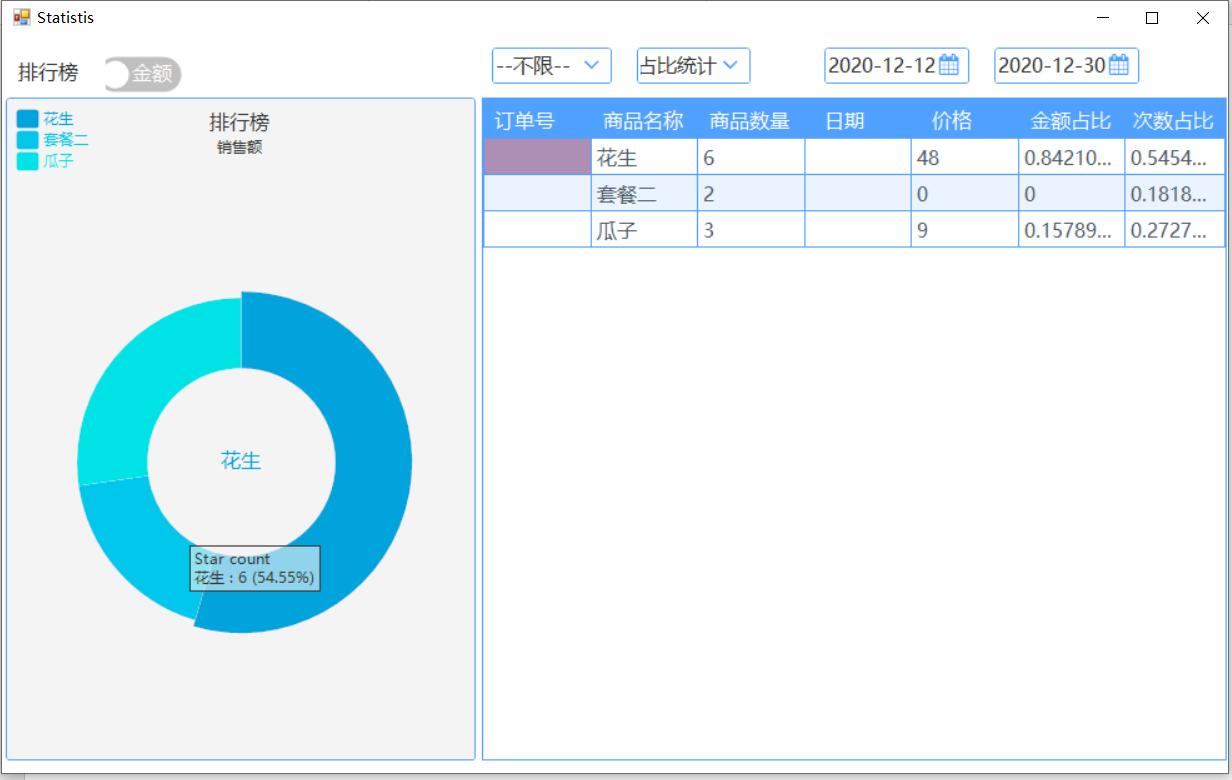 Statistis
排行榜 金额 --不限-- 占比统计 2020-12-12 2020-12-30
花生
套餐二
瓜子
排行榜
销售额
花生
Star count
花生 : 6 (54.55%)
订单号 商品名称 商品数量 日期 价格 金额占比 次数占比
花生 6 48 0.84210... 0.5454...
套餐二 2 0 0 0.1818...
瓜子 3 9 0.15789... 0.2727...